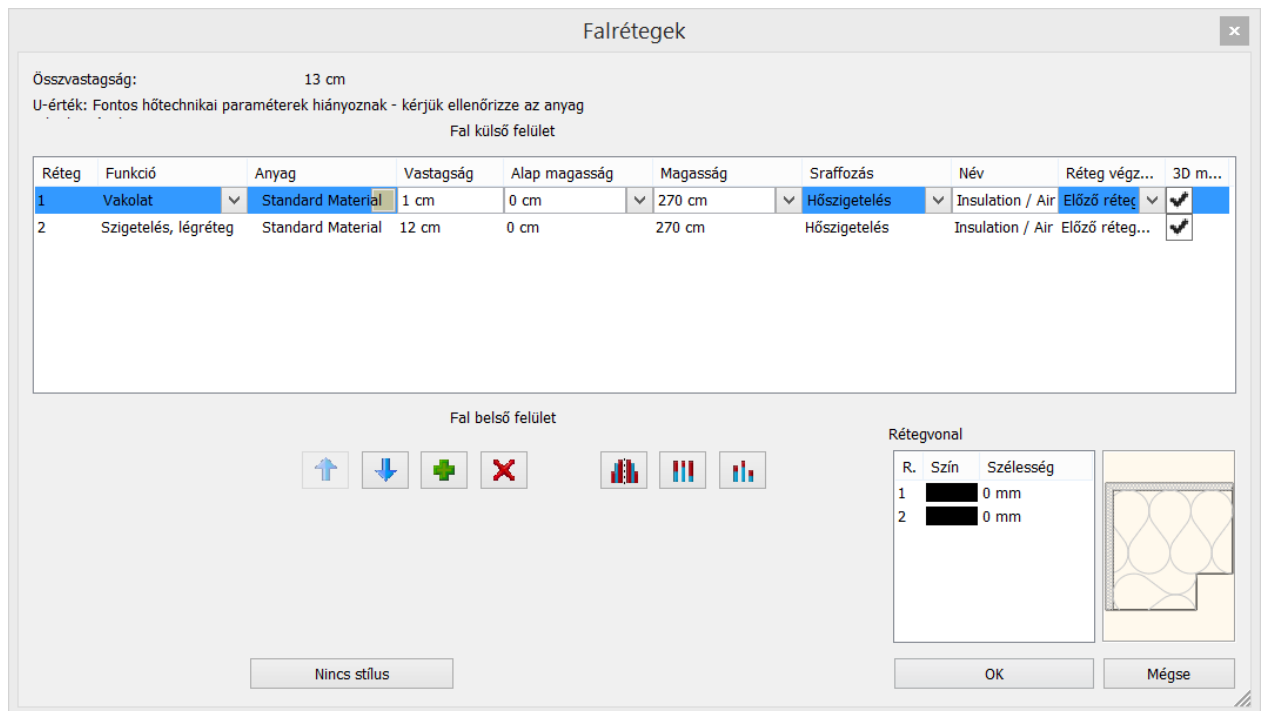 Falrétegek
Összvastagság: 13 cm
U-érték: Fontos hőtechnikai paraméterek hiányoznak - kérjük ellenőrizze az anyag
Fal külső felület
Réteg Funkció Anyag Vastagság Alap magasság Magasság Sraffozás Név Réteg végz... 3D m...
1 Vakolat Standard Material 1 cm 0 cm 270 cm Hőszigetelés Insulation / Air Előző réteg
2 Szigetelés, légréteg Standard Material 12 cm 0 cm 270 cm Hőszigetelés Insulation / Air Előző réteg...
Fal belső felület
Rétegvonal
R. Szín Szélesség
1 0 mm
2 0 mm
Nincs stílus
OK
Mégse